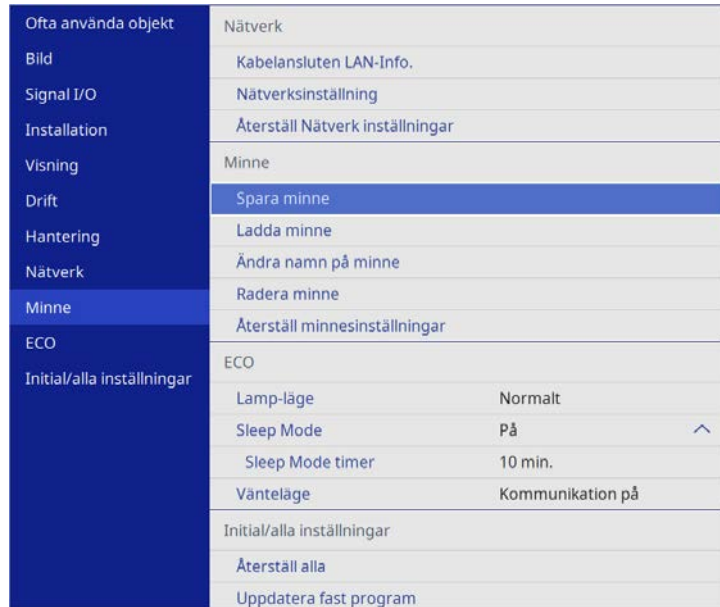 Ofta använda objekt
Bild
Signal I/O
Installation
Visning
Drift
Hantering
Nätverk
Minne
ECO
Initial/alla inställningar
Nätverk
Kabelansluten LAN-Info.
Nätverksinställning
Återställ Nätverk inställningar
Minne
Spara minne
Ladda minne
Ändra namn på minne
Radera minne
Återställ minnesinställningar
ECO
Lamp-läge Normalt
Sleep Mode På
Sleep Mode timer 10 min.
Vänteläge Kommunikation på
Initial/alla inställningar
Återställ alla
Uppdatera fast program